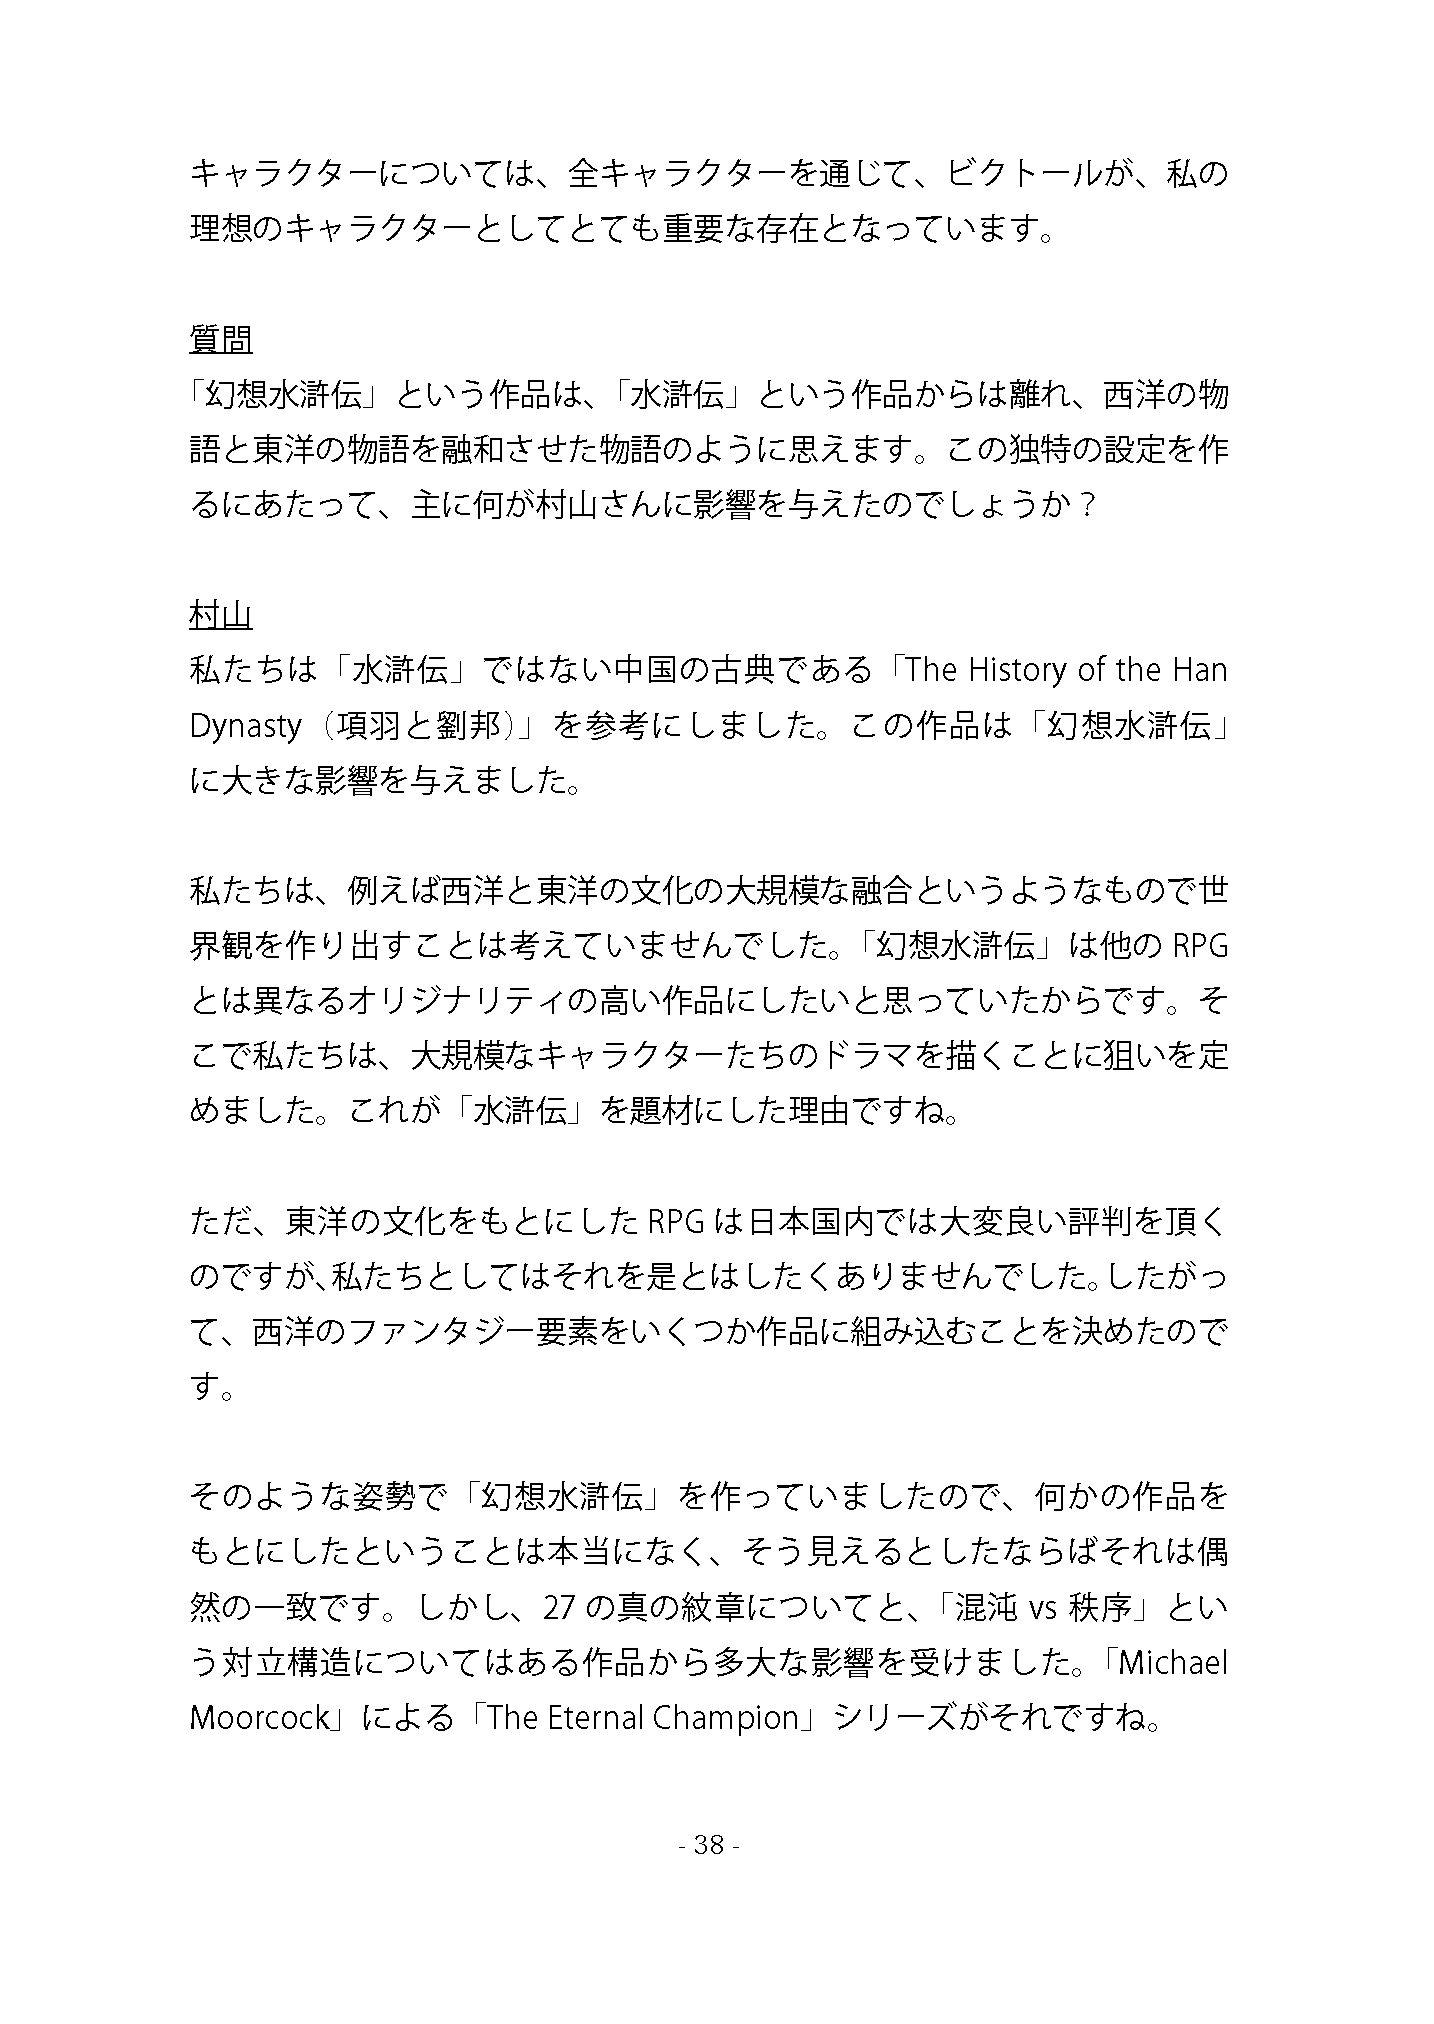 キャラクターについては、全キャラクターを通じて、ビクトールが、私の
理想のキャラクターとしてとても重要な存在となっています。
質問
「幻想水滸伝」という作品は、「水滸伝」という作品からは離れ、西洋の物
語と東洋の物語を融和させた物語のように思えます。この独特の設定を作
るにあたって、主に何が村山さんに影響を与えたのでしょうか？
村山
私たちは「水滸伝」ではない中国の古典である「The History of the Han
Dynasty（項羽と劉邦）」を参考にしました。この作品は「幻想水滸伝」
に大きな影響を与えました。
私たちは、例えば西洋と東洋の文化の大規模な融合というようなもので世
界観を作り出すことは考えていませんでした。「幻想水滸伝」は他の RPG
とは異なるオリジナリティの高い作品にしたいと思っていたからです。そ
こで私たちは、大規模なキャラクターたちのドラマを描くことに狙いを定
めました。これが「水滸伝」を題材にした理由ですね。
ただ、東洋の文化をもとにした RPG は日本国内では大変良い評判を頂く
のですが、私たちとしてはそれを是とはしたくありませんでした。したがっ
て、西洋のファンタジー要素をいくつか作品に組み込むことを決めたので
す。
そのような姿勢で「幻想水滸伝」を作っていましたので、何かの作品を
もとにしたということは本当になく、そう見えるとしたならばそれは偶
然の一致です。しかし、27 の真の紋章についてと、「混沌 vs 秩序」とい
う対立構造についてはある作品から多大な影響を受けました。「Michael
Moorcock」による「The Eternal Champion」シリーズがそれですね。
- 38 -